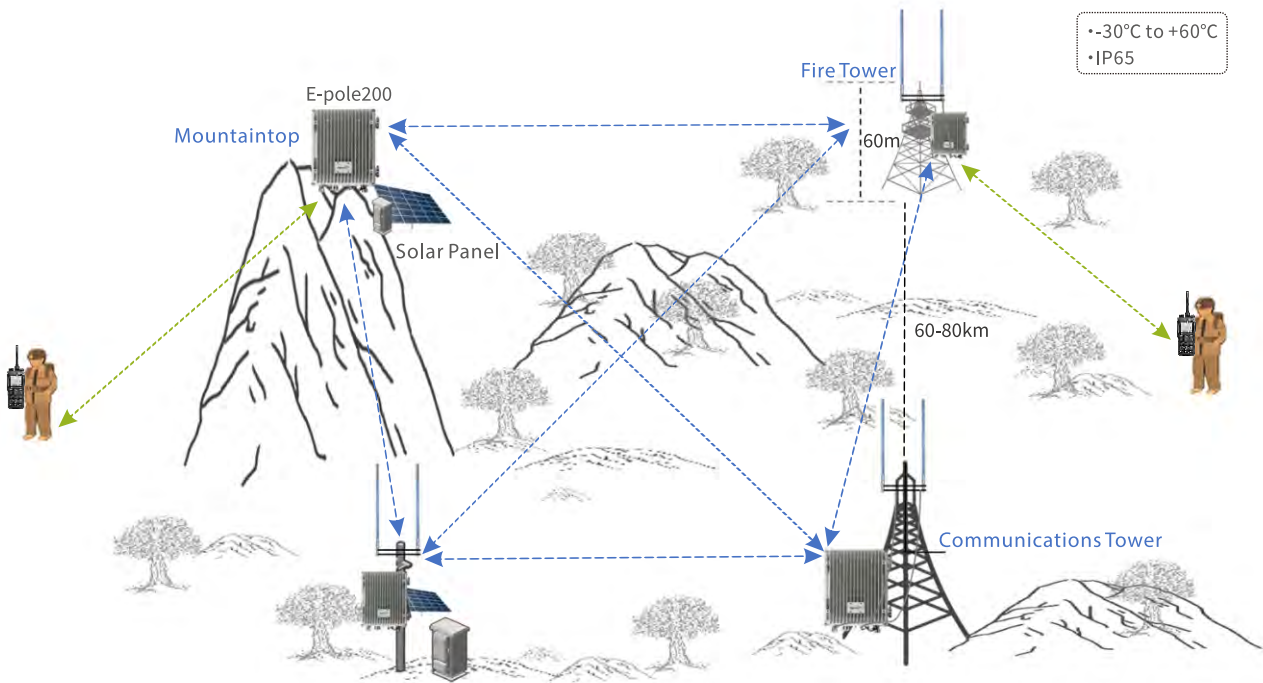 •-30°C to +60°C
•IP65
Fire Tower
E-pole200
Mountaintop
60m
Solar Panel
60-80km
Communications Tower